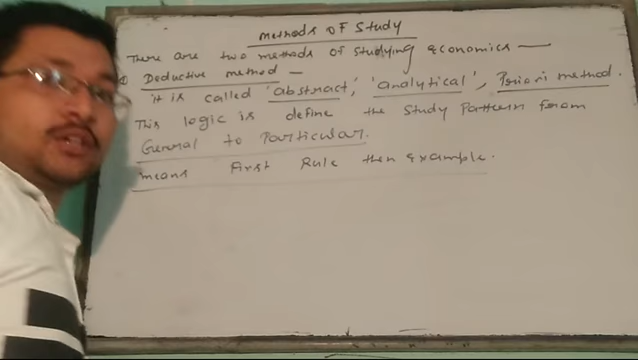 Methods OF Study
There are two methods of studying economics —
① Deductive method —
it is called 'abstract', 'analytical', Priori method.
This logic is define the study Pattern from
General to Particular.
means First Rule then example.